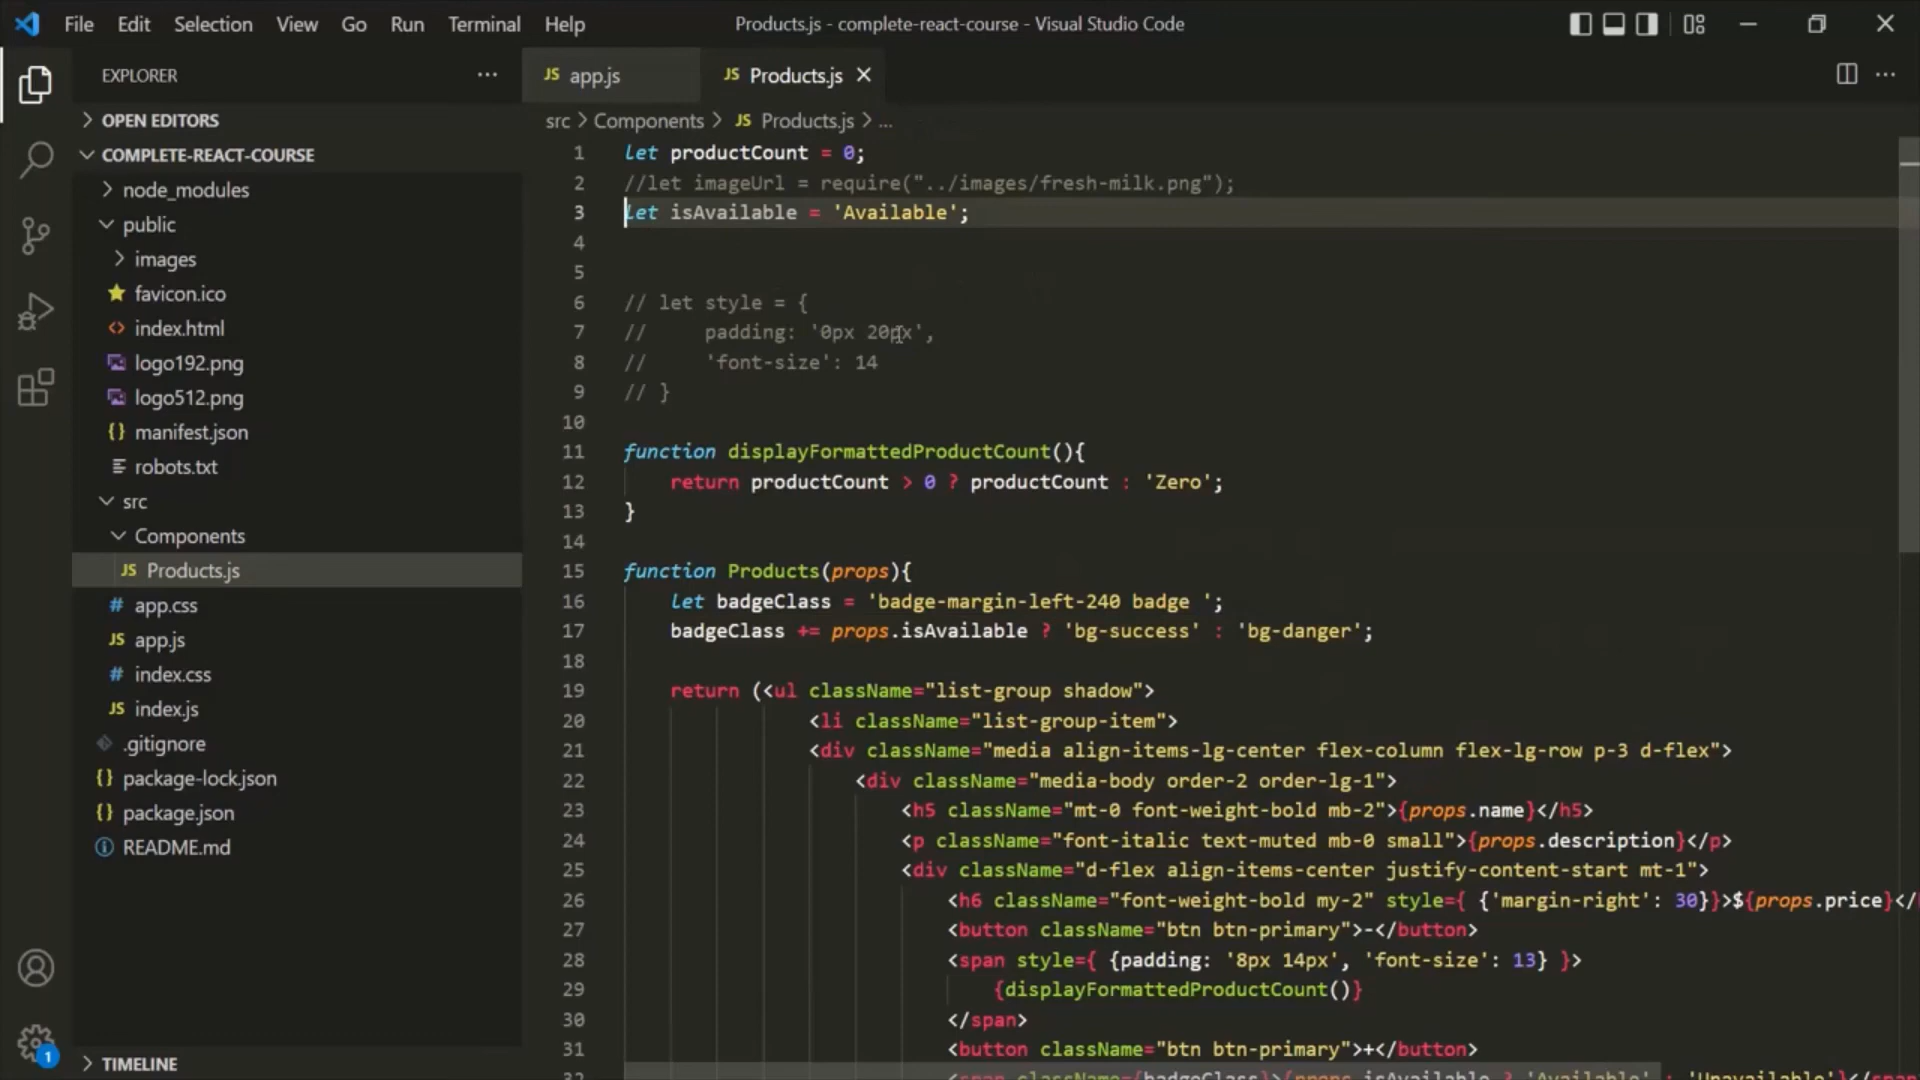 File Edit Selection View Go Run Terminal Help
Products.js - complete-react-course - Visual Studio Code
EXPLORER
OPEN EDITORS
COMPLETE-REACT-COURSE
node_modules
public
images
favicon.ico
index.html
logo192.png
logo512.png
manifest.json
robots.txt
src
Components
JS Products.js
# app.css
JS app.js
# index.css
JS index.js
.gitignore
{} package-lock.json
{} package.json
README.md
TIMELINE
1
JS app.js
JS Products.js
src > Components > JS Products.js > ...
1 let productCount = 0;
2 //let imageUrl = require("../images/fresh-milk.png");
3 let isAvailable = 'Available';
4
5
6 // let style = {
7 //     padding: '0px 20px',
8 //     'font-size': 14
9 // }
10
11 function displayFormattedProductCount(){
12     return productCount > 0 ? productCount : 'Zero';
13 }
14
15 function Products(props){
16     let badgeClass = 'badge-margin-left-240 badge ';
17     badgeClass += props.isAvailable ? 'bg-success' : 'bg-danger';
18
19     return (<ul className="list-group shadow">
20                 <li className="list-group-item">
21                 <div className="media align-items-lg-center flex-column flex-lg-row p-3 d-flex">
22                     <div className="media-body order-2 order-lg-1">
23                         <h5 className="mt-0 font-weight-bold mb-2">{props.name}</h5>
24                         <p className="font-italic text-muted mb-0 small">{props.description}</p>
25                         <div className="d-flex align-items-center justify-content-start mt-1">
26                             <h6 className="font-weight-bold my-2" style={ {'margin-right': 30}}>${props.price}</
27                             <button className="btn btn-primary">-</button>
28                             <span style={ {padding: '8px 14px', 'font-size': 13} }>
29                                 {displayFormattedProductCount()}
30                             </span>
31                             <button className="btn btn-primary">+</button>
32                             <span className={badgeClass}>{props.isAvailable ? 'Available' : 'Unavailable'}</span